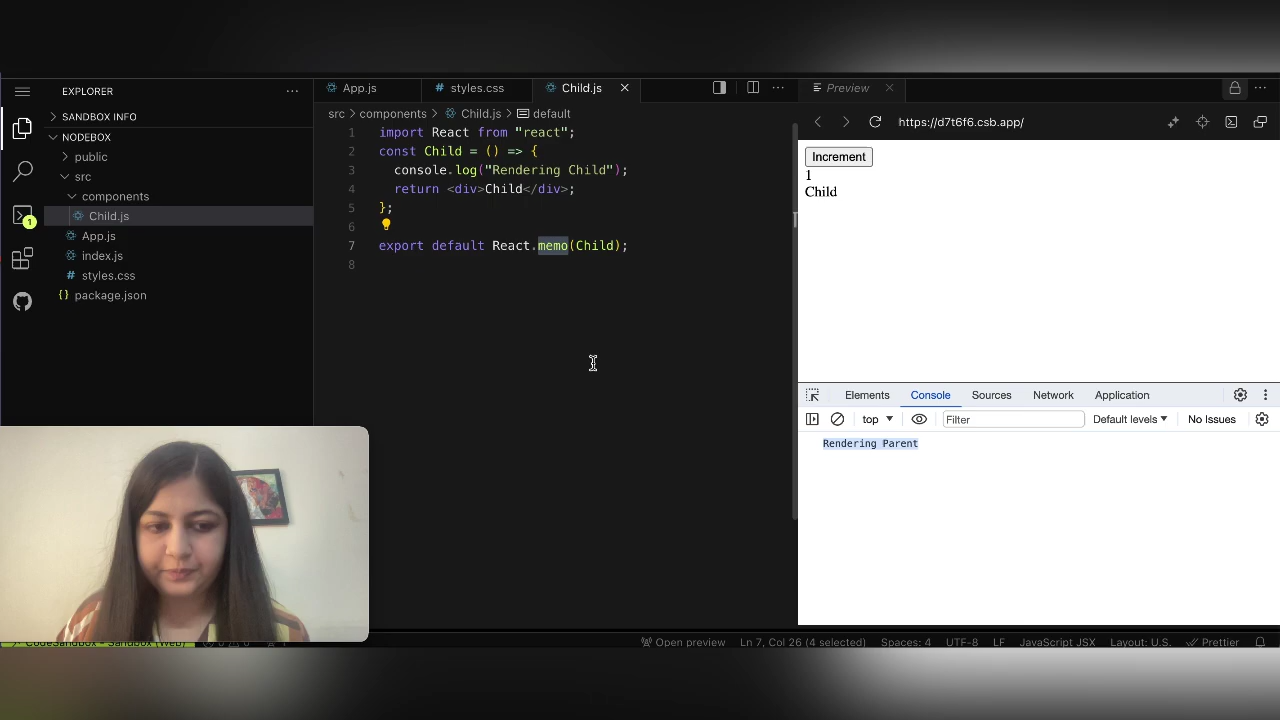 EXPLORER
SANDBOX INFO
NODEBOX
public
src
components
Child.js
App.js
index.js
# styles.css
{} package.json
1
App.js
# styles.css
Child.js
src > components > Child.js > default
1 import React from "react";
2 const Child = () => {
3 console.log("Rendering Child");
4 return <div>Child</div>;
5 };
6
7 export default React.memo(Child);
8
Preview
https://d7t6f6.csb.app/
Increment
1
Child
Elements Console Sources Network Application
top Filter Default levels No Issues
Rendering Parent
CodeSandbox - Sandbox (Web) Open preview Ln 7, Col 26 (4 selected) Spaces: 4 UTF-8 LF JavaScript JSX Layout: U.S. Prettier